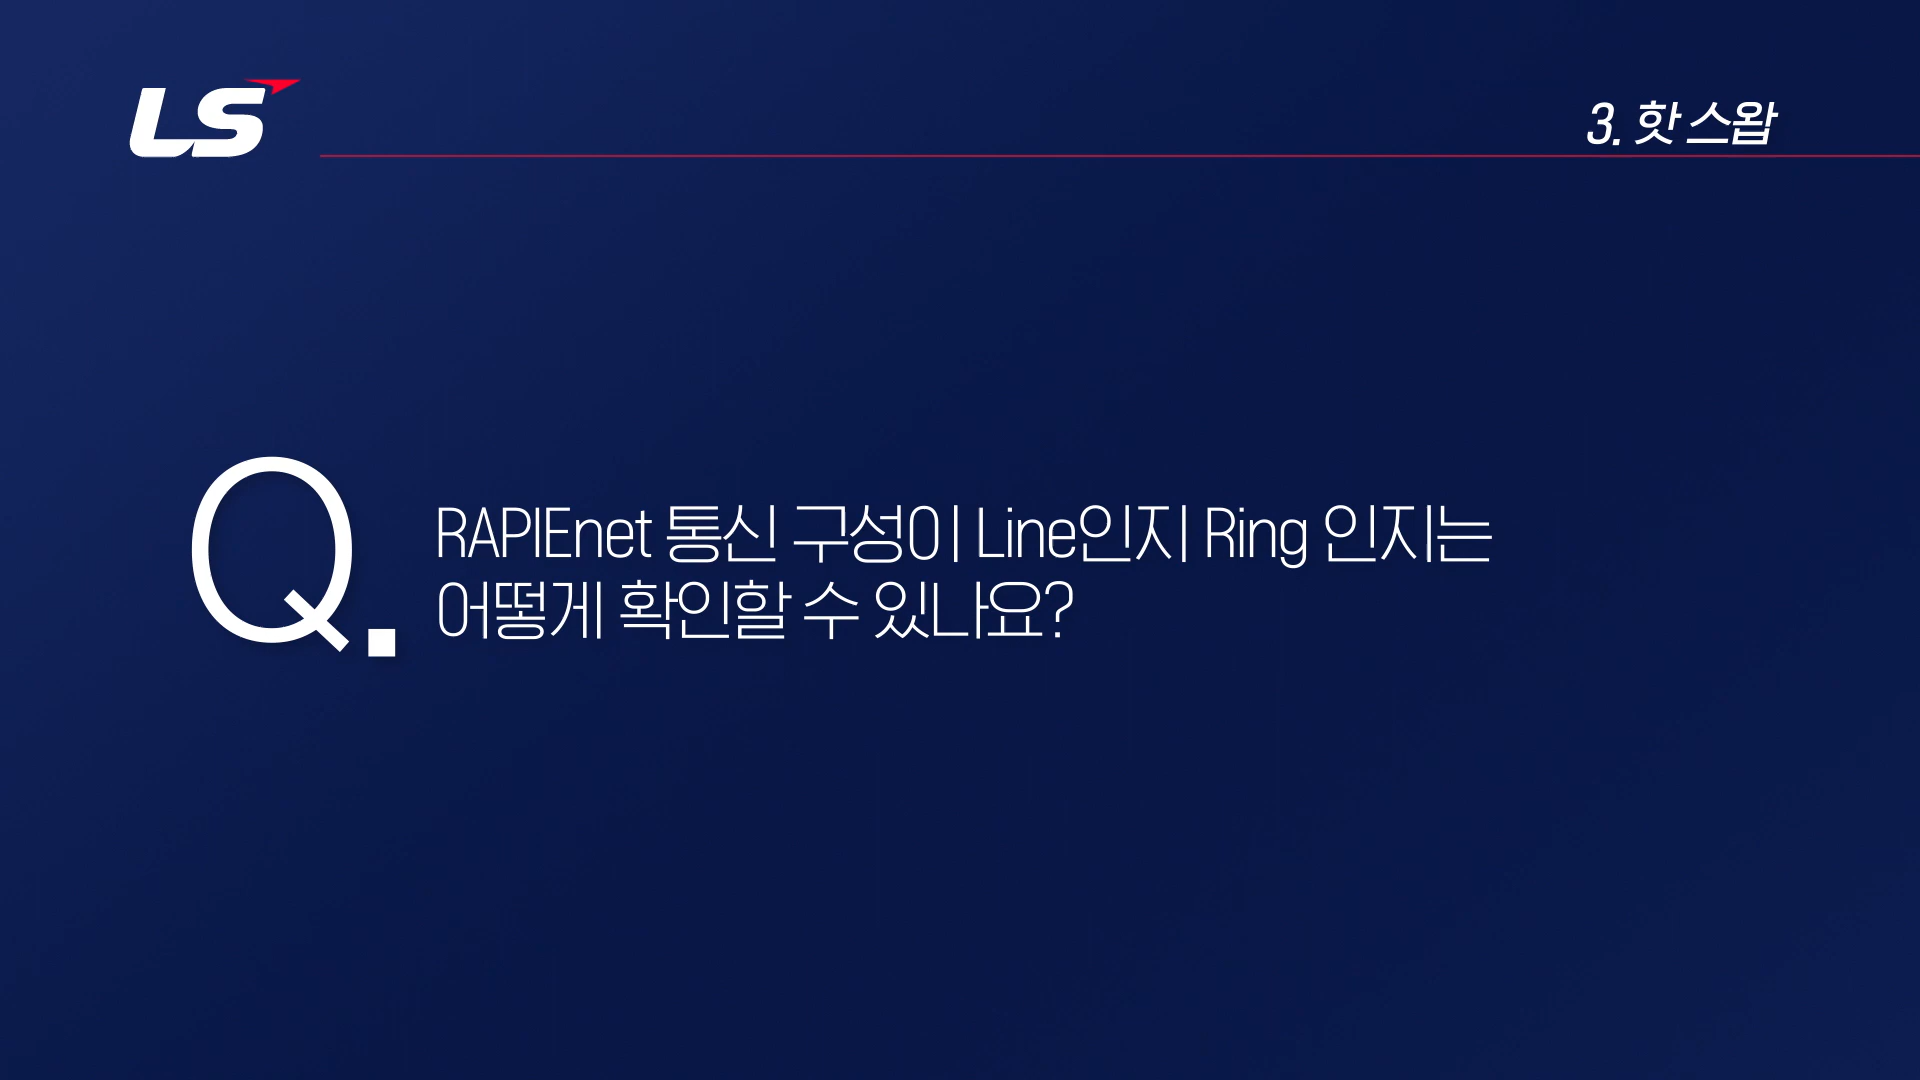 LS
3. 핫 스왑
Q.
RAPIEnet 통신 구성이 Line인지 Ring 인지는
어떻게 확인할 수 있나요?